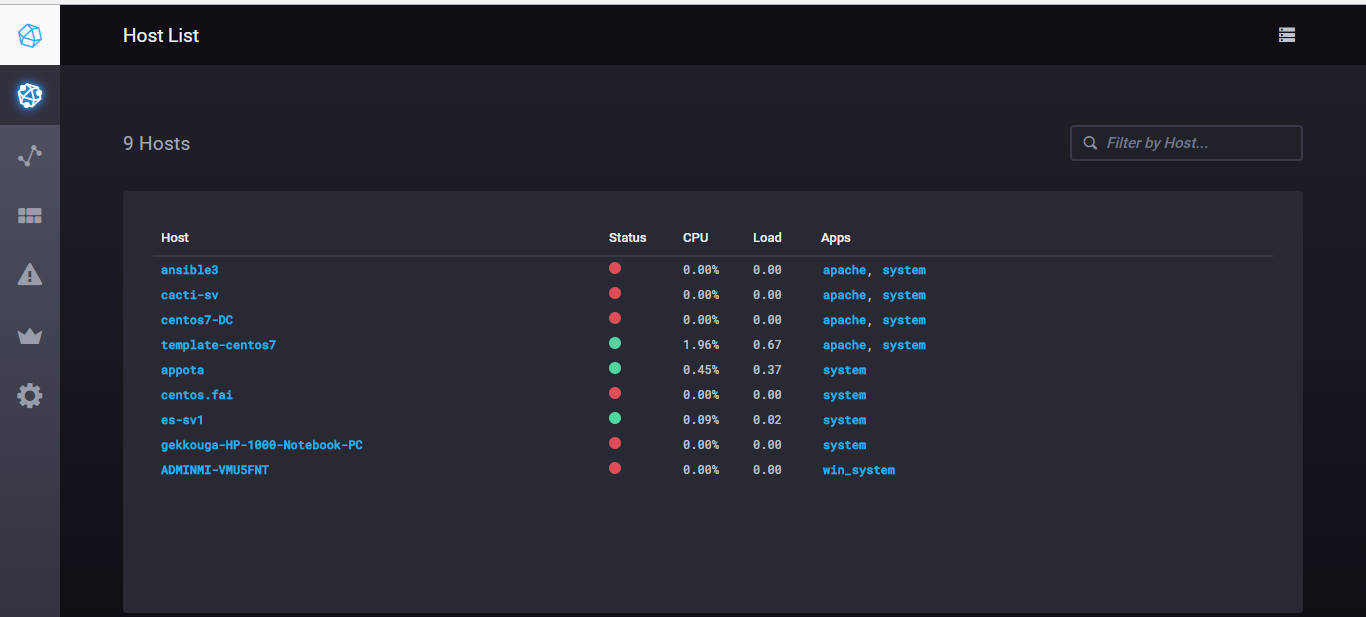 Host List
9 Hosts
Filter by Host...
Host Status CPU Load Apps
ansible3 0.00% 0.00 apache, system
cacti-sv 0.00% 0.00 apache, system
centos7-DC 0.00% 0.00 apache, system
template-centos7 1.96% 0.67 apache, system
appota 0.45% 0.37 system
centos.fai 0.00% 0.00 system
es-sv1 0.09% 0.02 system
gekkouga-HP-1000-Notebook-PC 0.00% 0.00 system
ADMINMI-VMU5FNT 0.00% 0.00 win_system